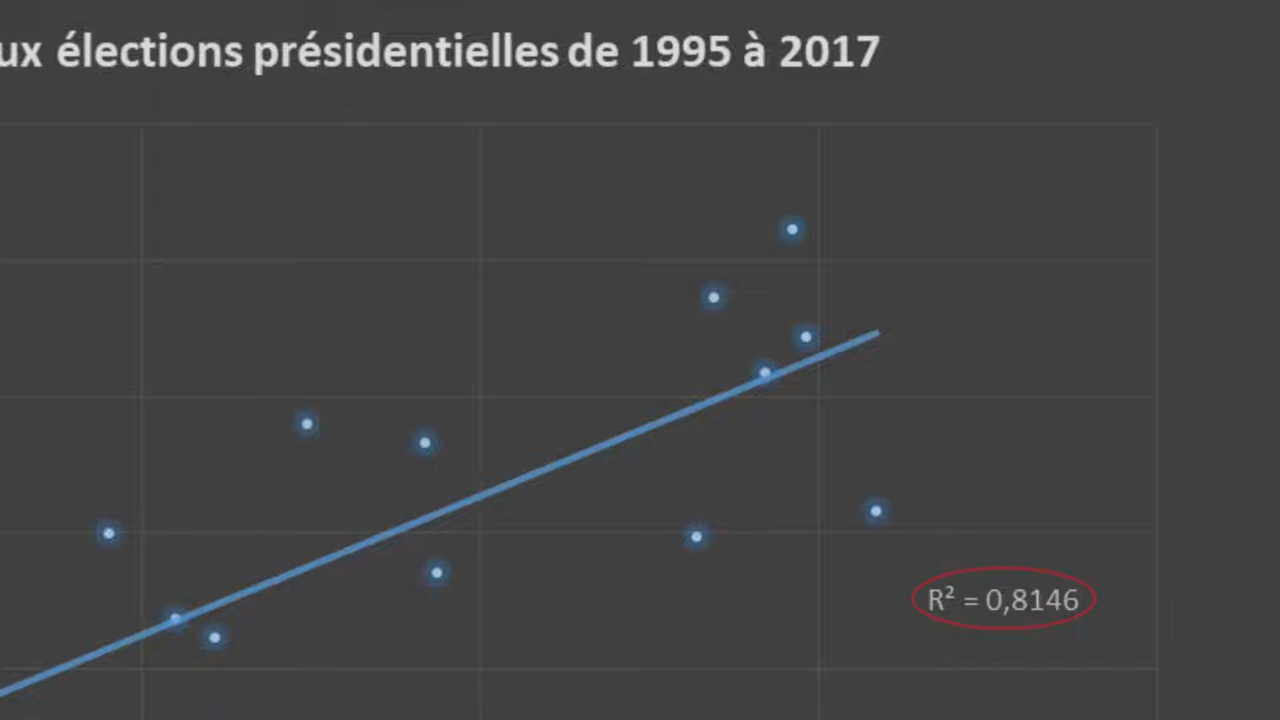 ux élections présidentielles de 1995 à 2017
R² = 0,8146